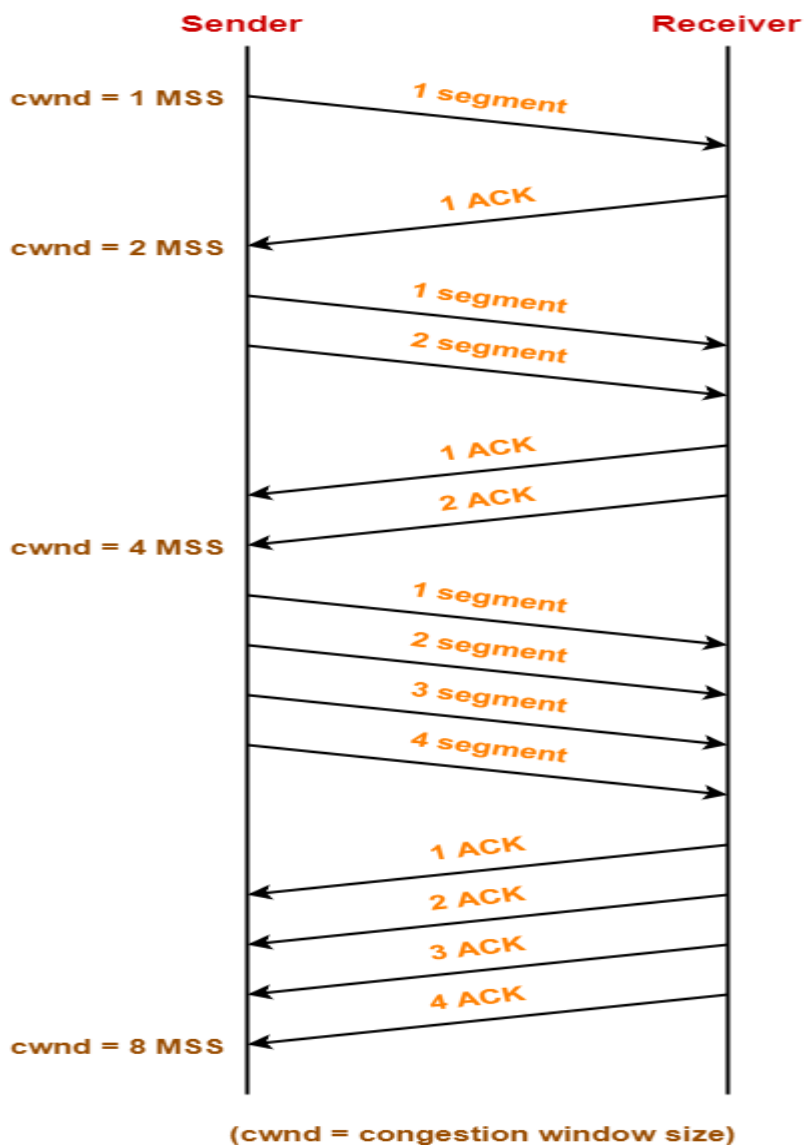 Sender
Receiver
cwnd = 1 MSS
1 segment
1 ACK
cwnd = 2 MSS
1 segment
2 segment
1 ACK
2 ACK
cwnd = 4 MSS
1 segment
2 segment
3 segment
4 segment
1 ACK
2 ACK
3 ACK
4 ACK
cwnd = 8 MSS
(cwnd = congestion window size)